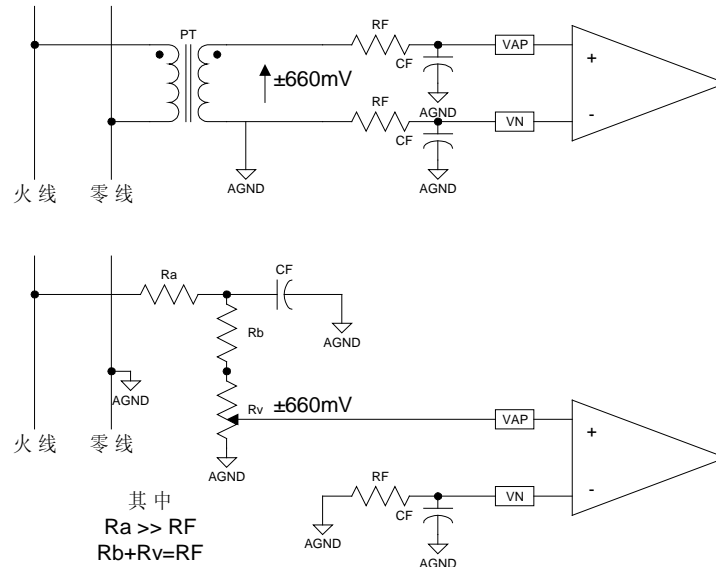 PT
RF
CF
VAP
±660mV
AGND
+
RF
CF
VN
-
AGND
AGND
火线
零线
Ra
CF
Rb
AGND
AGND
Rv
±660mV
VAP
+
火线
零线
AGND
RF
CF
VN
-
AGND
AGND
其中
Ra >> RF
Rb+Rv=RF